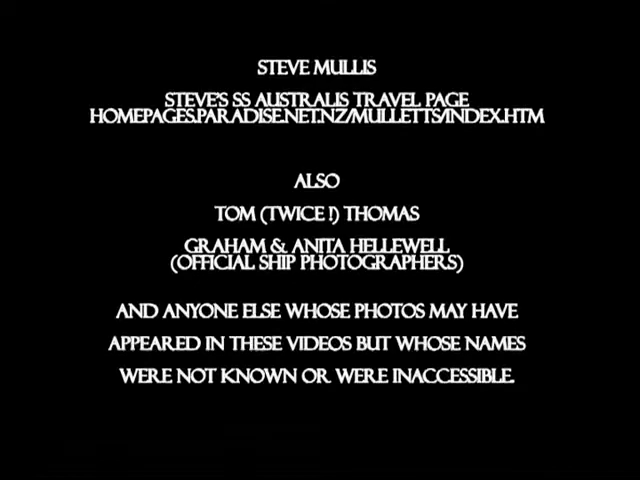 STEVE MULLIS
STEVE'S SS AUSTRALIS TRAVEL PAGE
HOMEPAGES.PARADISE.NET.NZ/MULLETTS/INDEX.HTM
ALSO
TOM (TWICE !) THOMAS
GRAHAM & ANITA HELLEWELL
(OFFICIAL SHIP PHOTOGRAPHERS)
AND ANYONE ELSE WHOSE PHOTOS MAY HAVE
APPEARED IN THESE VIDEOS BUT WHOSE NAMES
WERE NOT KNOWN OR WERE INACCESSIBLE.